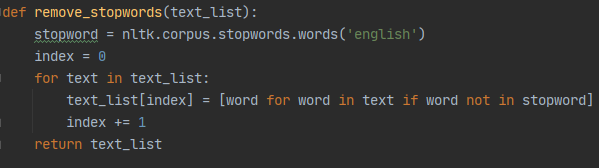 def remove_stopwords(text_list):
    stopword = nltk.corpus.stopwords.words('english')
    index = 0
    for text in text_list:
        text_list[index] = [word for word in text if word not in stopword]
        index += 1
    return text_list